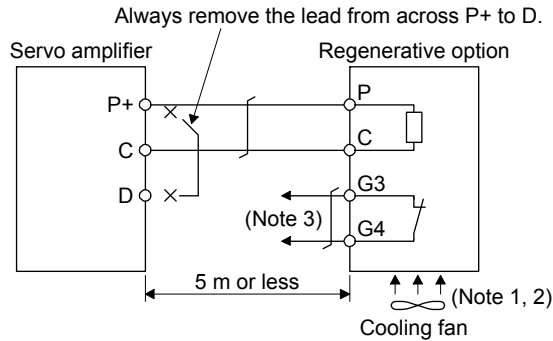 Always remove the lead from across P+ to D.
Servo amplifier
Regenerative option
P+
P
C
C
D
G3
(Note 3)
G4
5 m or less
(Note 1, 2)
Cooling fan